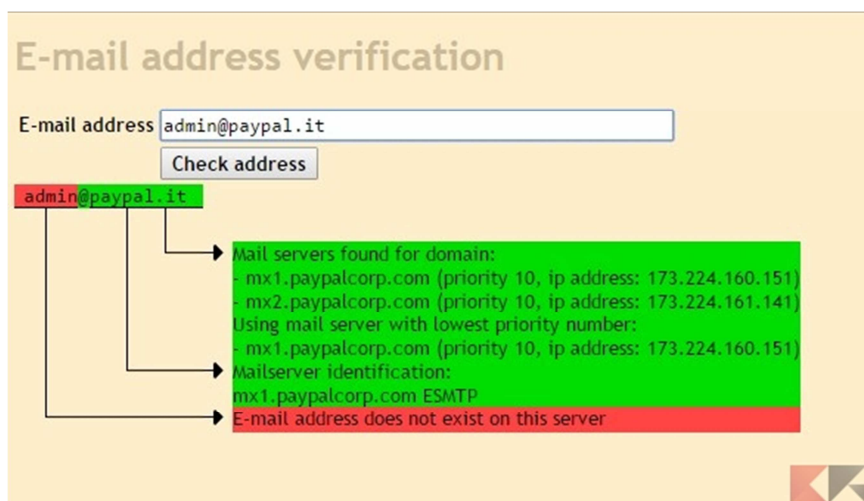 E-mail address verification
E-mail address admin@paypal.it
Check address
admin@paypal.it
Mail servers found for domain:
- mx1.paypalcorp.com (priority 10, ip address: 173.224.160.151)
- mx2.paypalcorp.com (priority 10, ip address: 173.224.161.141)
Using mail server with lowest priority number:
- mx1.paypalcorp.com (priority 10, ip address: 173.224.160.151)
Mailserver identification:
mx1.paypalcorp.com ESMTP
E-mail address does not exist on this server